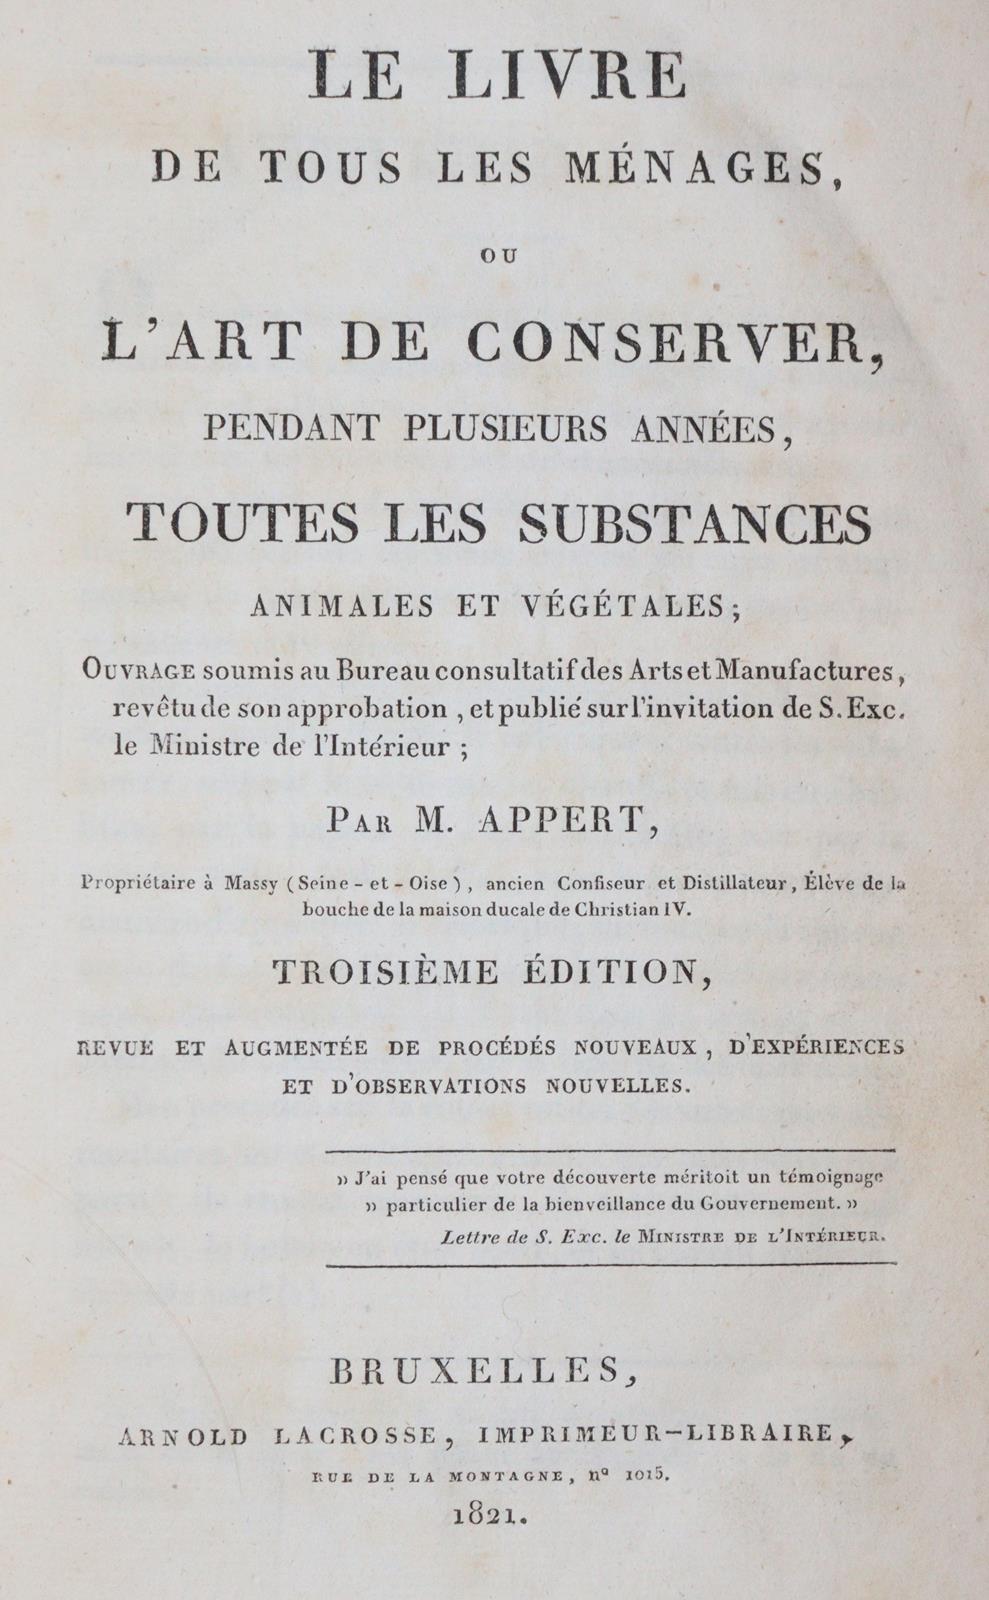 LE LIVRE
DE TOUS LES MÉNAGES,
OU
L'ART DE CONSERVER,
PENDANT PLUSIEURS ANNÉES,
TOUTES LES SUBSTANCES
ANIMALES ET VÉGÉTALES;
OUVRAGE soumis au Bureau consultatif des Arts et Manufactures,
revêtu de son approbation, et publié sur l'invitation de S. Exc.
le Ministre de l'Intérieur;
PAR M. APPERT,
Propriétaire à Massy (Seine-et-Oise), ancien Confiseur et Distillateur, Élève de la
bouche de la maison ducale de Christian IV.
TROISIÈME ÉDITION,
REVUE ET AUGMENTÉE DE PROCÉDÉS NOUVEAUX, D'EXPÉRIENCES
ET D'OBSERVATIONS NOUVELLES.
» J'ai pensé que votre découverte méritoit un témoignage
» particulier de la bienveillance du Gouvernement. »
Lettre de S. Exc. le MINISTRE DE L'INTÉRIEUR.
BRUXELLES,
ARNOLD LACROSSE, IMPRIMEUR-LIBRAIRE,
RUE DE LA MONTAGNE, nº 1015.
1821.